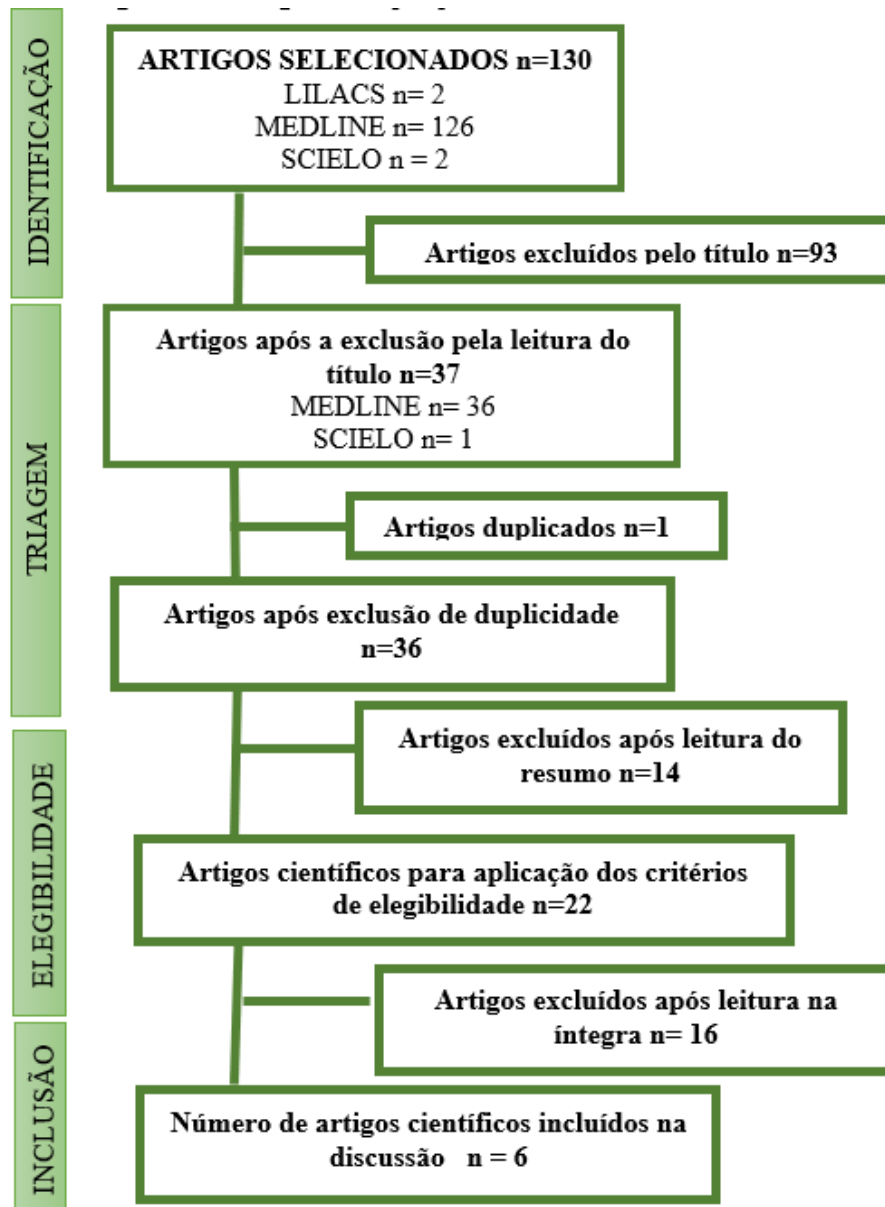 IDENTIFICAÇÃO
ARTIGOS SELECIONADOS n=130
LILACS n= 2
MEDLINE n= 126
SCIELO n = 2
Artigos excluídos pelo título n=93
TRIAGEM
Artigos após a exclusão pela leitura do
título n=37
MEDLINE n= 36
SCIELO n= 1
Artigos duplicados n=1
Artigos após exclusão de duplicidade
n=36
ELEGIBILIDADE
Artigos excluídos após leitura do
resumo n=14
Artigos científicos para aplicação dos critérios
de elegibilidade n=22
Artigos excluídos após leitura na
íntegra n= 16
INCLUSÃO
Número de artigos científicos incluídos na
discussão n = 6